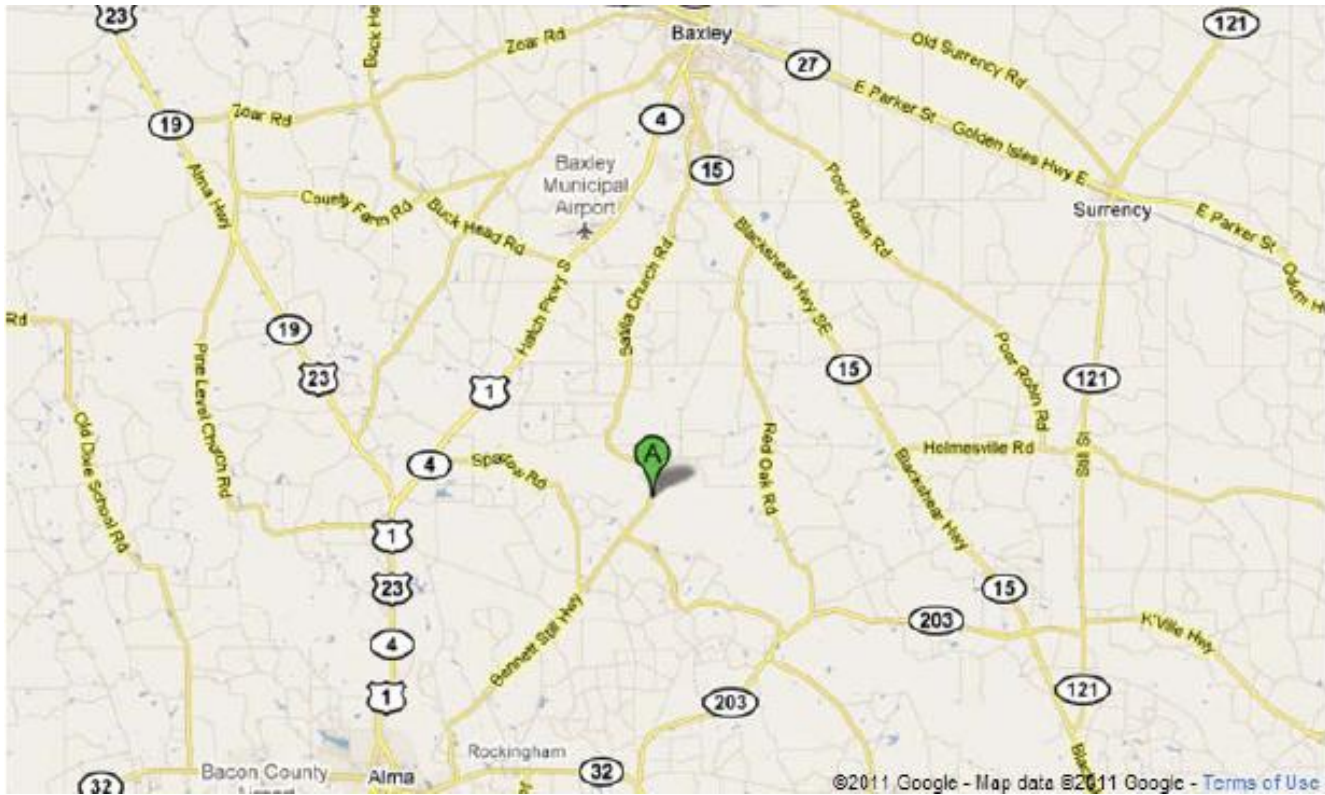 23
Buck He
Zoar Rd
Baxley
Old Surrency Rd
121
27
E Parker St
Golden Isles Hwy E
4
19
Zoar Rd
Alma Hwy
Baxley
Municipal
Airport
15
Poor Robin Rd
County Farm Rd
Buck Head Rd
Surrency
E Parker St
Odum H
Blackshear Hwy SE
Hatch Pkwy S
Satilla Church Rd
Rd
19
23
Pine Level Church Rd
1
15
Poor Robin Rd
121
Old Dixie School Rd
4
Sparrow Rd
A
Red Oak Rd
Holmesville Rd
Still St
Blackshear Hwy
1
23
15
Bennett Still Hwy
203
K'Ville Hwy
4
1
203
121
Rockingham
32
Bacon County
Alma
32
©2011 Google - Map data ©2011 Google - Terms of Use